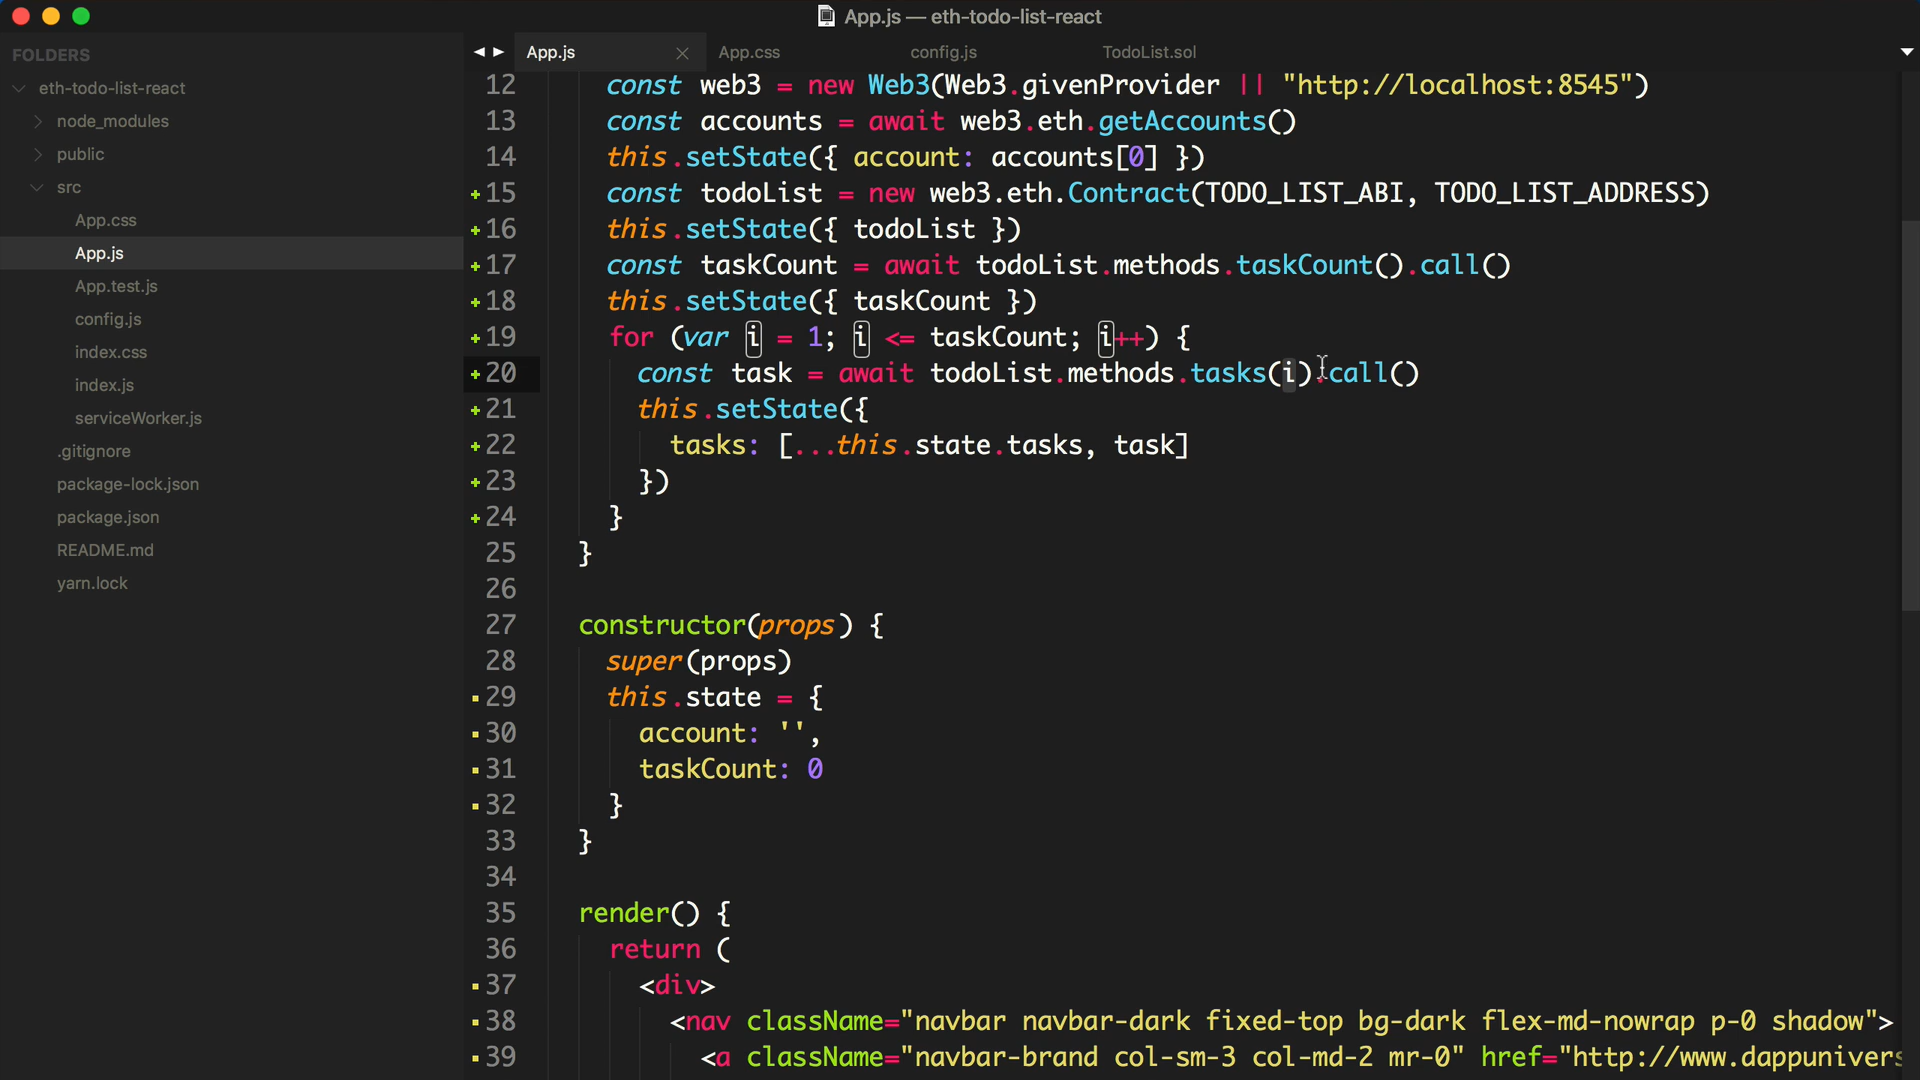 App.js — eth-todo-list-react
FOLDERS
eth-todo-list-react
node_modules
public
src
App.css
App.js
App.test.js
config.js
index.css
index.js
serviceWorker.js
.gitignore
package-lock.json
package.json
README.md
yarn.lock
App.js App.css config.js TodoList.sol
12 const web3 = new Web3(Web3.givenProvider || "http://localhost:8545")
13 const accounts = await web3.eth.getAccounts()
14 this.setState({ account: accounts[0] })
15 const todoList = new web3.eth.Contract(TODO_LIST_ABI, TODO_LIST_ADDRESS)
16 this.setState({ todoList })
17 const taskCount = await todoList.methods.taskCount().call()
18 this.setState({ taskCount })
19 for (var i = 1; i <= taskCount; i++) {
20 const task = await todoList.methods.tasks(i).call()
21 this.setState({
22 tasks: [...this.state.tasks, task]
23 })
24 }
25 }
26
27 constructor(props) {
28 super(props)
29 this.state = {
30 account: '',
31 taskCount: 0
32 }
33 }
34
35 render() {
36 return (
37 <div>
38 <nav className="navbar navbar-dark fixed-top bg-dark flex-md-nowrap p-0 shadow">
39 <a className="navbar-brand col-sm-3 col-md-2 mr-0" href="http://www.dappunivers